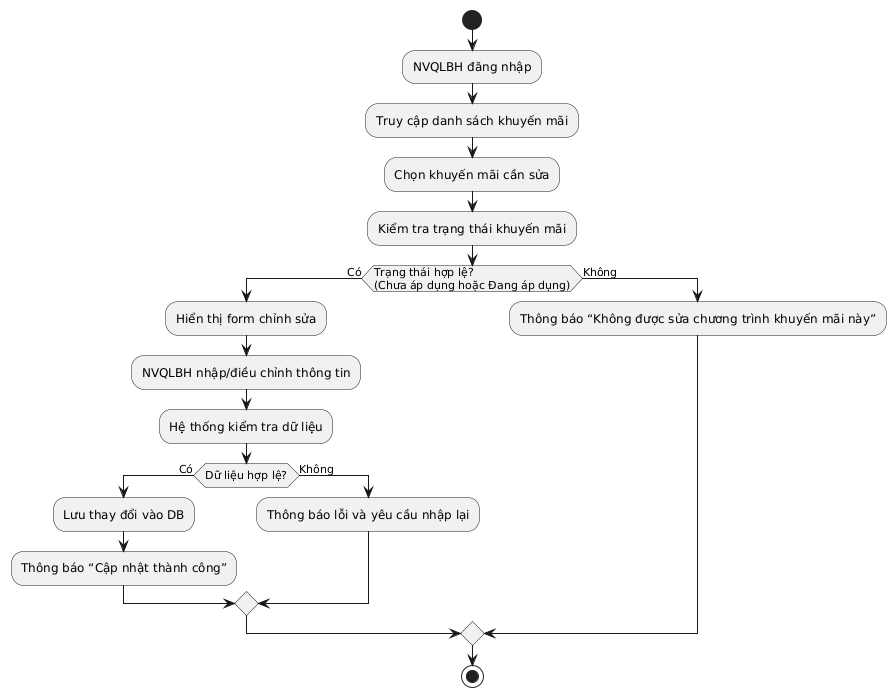 NVQLBH đăng nhập
Truy cập danh sách khuyến mãi
Chọn khuyến mãi cần sửa
Kiểm tra trạng thái khuyến mãi
Có
Trạng thái hợp lệ?
(Chưa áp dụng hoặc Đang áp dụng)
Không
Hiển thị form chỉnh sửa
Thông báo “Không được sửa chương trình khuyến mãi này”
NVQLBH nhập/điều chỉnh thông tin
Hệ thống kiểm tra dữ liệu
Có
Dữ liệu hợp lệ?
Không
Lưu thay đổi vào DB
Thông báo lỗi và yêu cầu nhập lại
Thông báo “Cập nhật thành công”